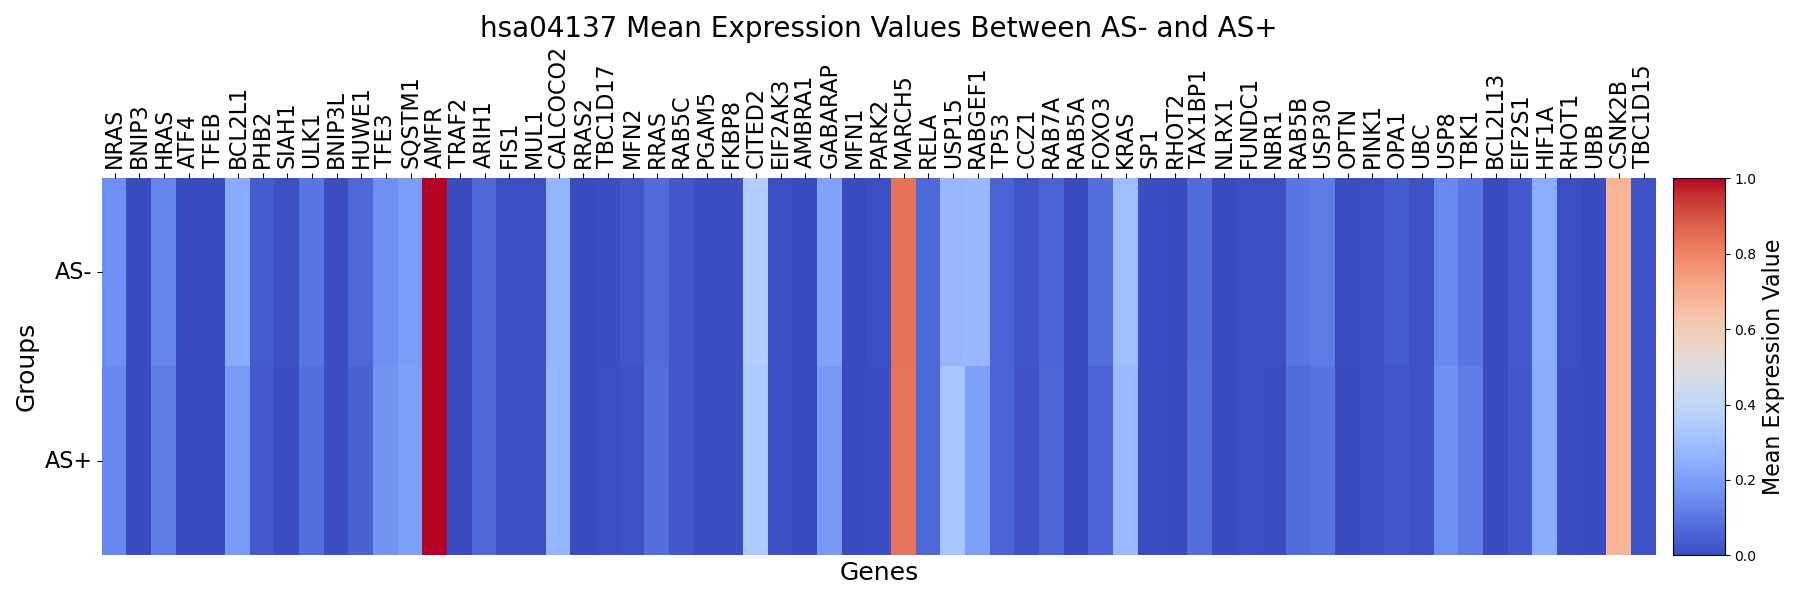 hsa04137 Mean Expression Values Between AS- and AS+
NRAS
BNIP3
HRAS
ATF4
TFEB
BCL2L1
PHB2
SIAH1
ULK1
BNIP3L
HUWE1
TFE3
SQSTM1
AMFR
TRAF2
ARIH1
FIS1
MUL1
CALCOCO2
RRAS2
TBC1D17
MFN2
RRAS
RAB5C
PGAM5
FKBP8
CITED2
EIF2AK3
AMBRA1
GABARAP
MFN1
PARK2
MARCH5
RELA
USP15
RABGEF1
TP53
CCZ1
RAB7A
RAB5A
FOXO3
KRAS
SP1
RHOT2
TAX1BP1
NLRX1
FUNDC1
NBR1
RAB5B
USP30
OPTN
PINK1
OPA1
UBC
USP8
TBK1
BCL2L13
EIF2S1
HIF1A
RHOT1
UBB
CSNK2B
TBC1D15
Groups
AS-
AS+
Genes
1.0
0.8
0.6
0.4
0.2
0.0
Mean Expression Value